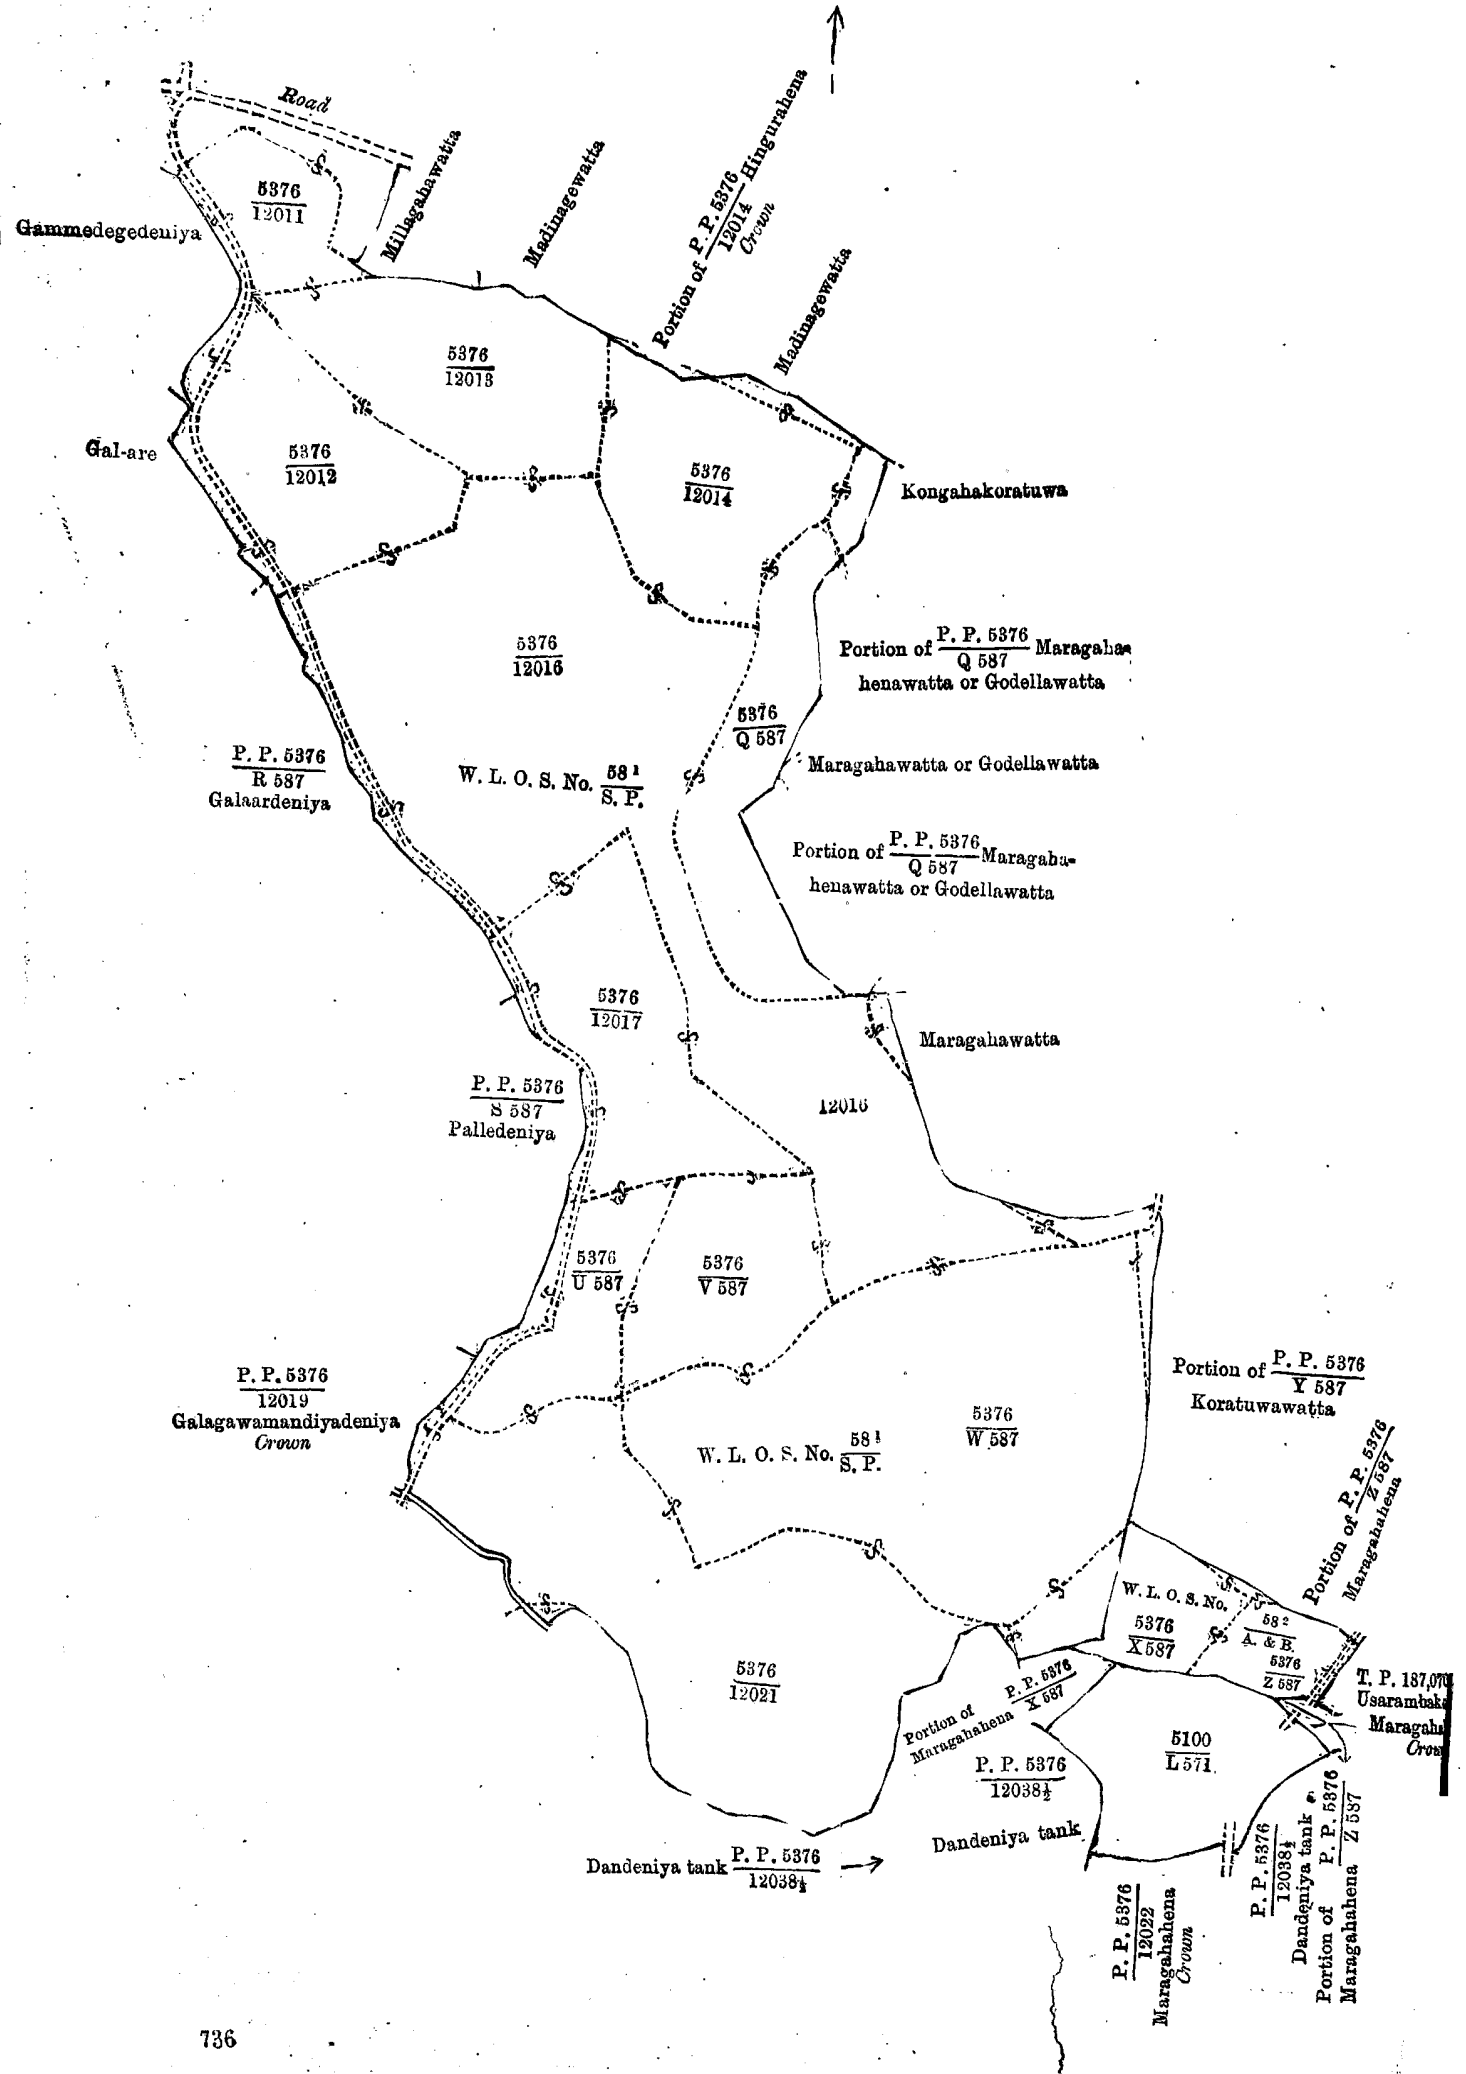 Road
Millagahawatta
Madinagewatta
Portion of P. P. 5376 Hingurahena
12014
Crown
Madinagewatta
5376
12011
Gammedegedeniya
5376
12013
Gal-are
5376
12012
5376
12014
Kongahakoratuwa
5376
12016
Portion of P. P. 5376 Maragaha-
Q 587
henawatta or Godellawatta
5376
Q 587
P. P. 5376
R 587
Galaardeniya
W. L. O. S. No. 58 1
S. P.
Maragahawatta or Godellawatta
Portion of P. P. 5376 Maragaha-
Q 587
henawatta or Godellawatta
5376
12017
Maragahawatta
P. P. 5376
S 587
Palledeniya
12016
5376
U 587
5376
V 587
P. P. 5376
12019
Galagawamandiyadeniya
Crown
Portion of P. P. 5376
Y 587
Koratuwawatta
5376
W 587
W. L. O. S. No. 58 1
S. P.
Portion of P. P. 5376
Z 587
Maragahahena
W. L. O. S. No.
58 2
A. & B.
5376
X 587
5376
Z 587
5376
12021
Portion of P. P. 5376
Maragahahena X 587
T. P. 187,070
Maragah
Crow
5100
L 571
P. P. 5376
12038½
Dandeniya tank
Dandeniya tank P. P. 5376
12038½
P. P. 5376
12022
Maragahahena
Crown
P. P. 5376
12038½
Dandeniya tank
Portion of P. P. 5376
Maragahahena Z 587
736